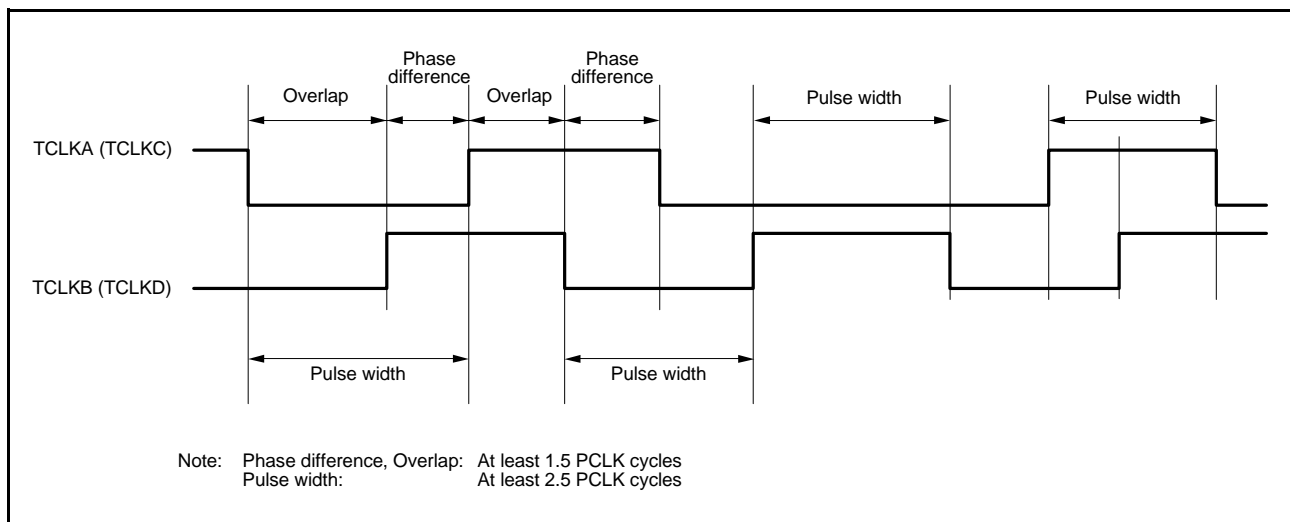 Phase
difference
Phase
difference
Overlap
Overlap
Pulse width
Pulse width
TCLKA (TCLKC)
TCLKB (TCLKD)
Pulse width
Pulse width
Note: Phase difference, Overlap: At least 1.5 PCLK cycles
Pulse width: At least 2.5 PCLK cycles